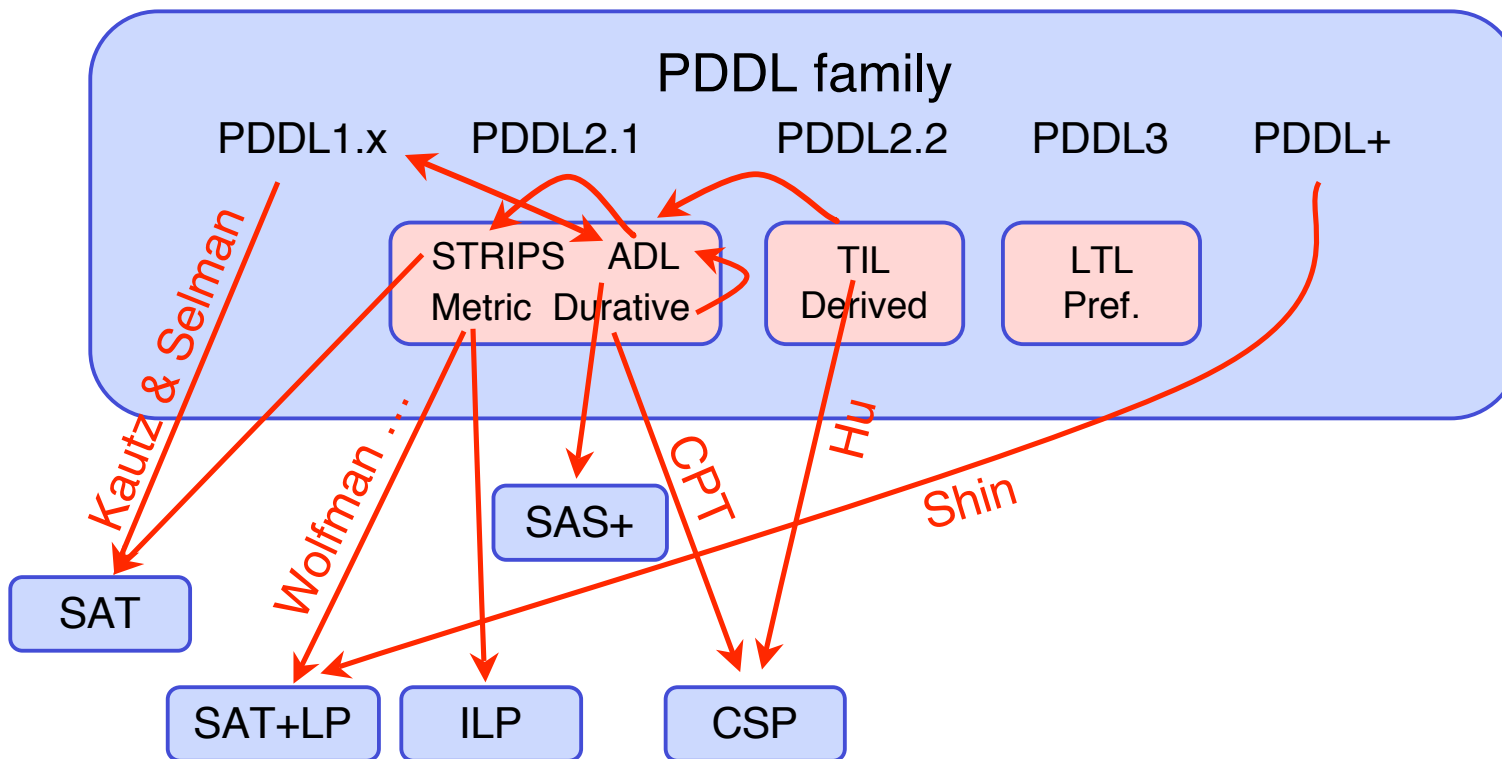 PDDL family
PDDL1.x
PDDL2.1
PDDL2.2
PDDL3
PDDL+
STRIPS ADL
Metric Durative
TIL
Derived
LTL
Pref.
Kautz & Selman
Wolfman ...
CPT
Hu
Shin
SAS+
SAT
SAT+LP
ILP
CSP